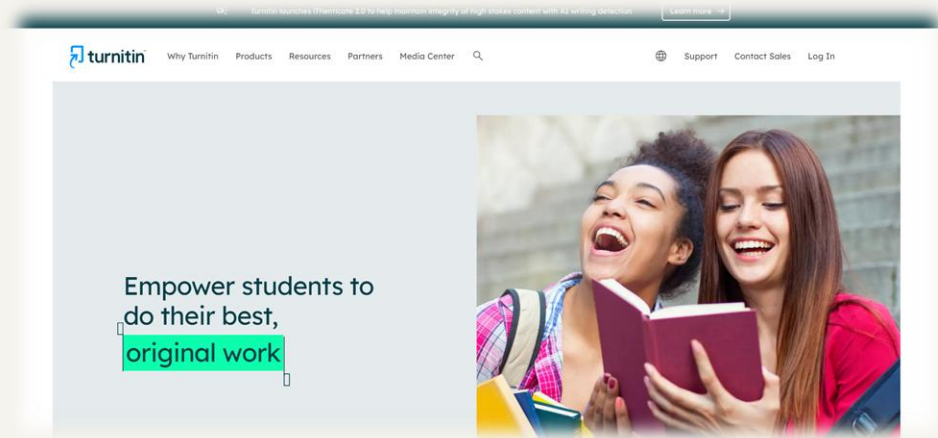 Turnitin launches iThenticate 2.0 to help maintain integrity of high stakes content with AI writing detection Learn more →
turnitin Why Turnitin Products Resources Partners Media Center Support Contact Sales Log In
Empower students to
do their best,
original work